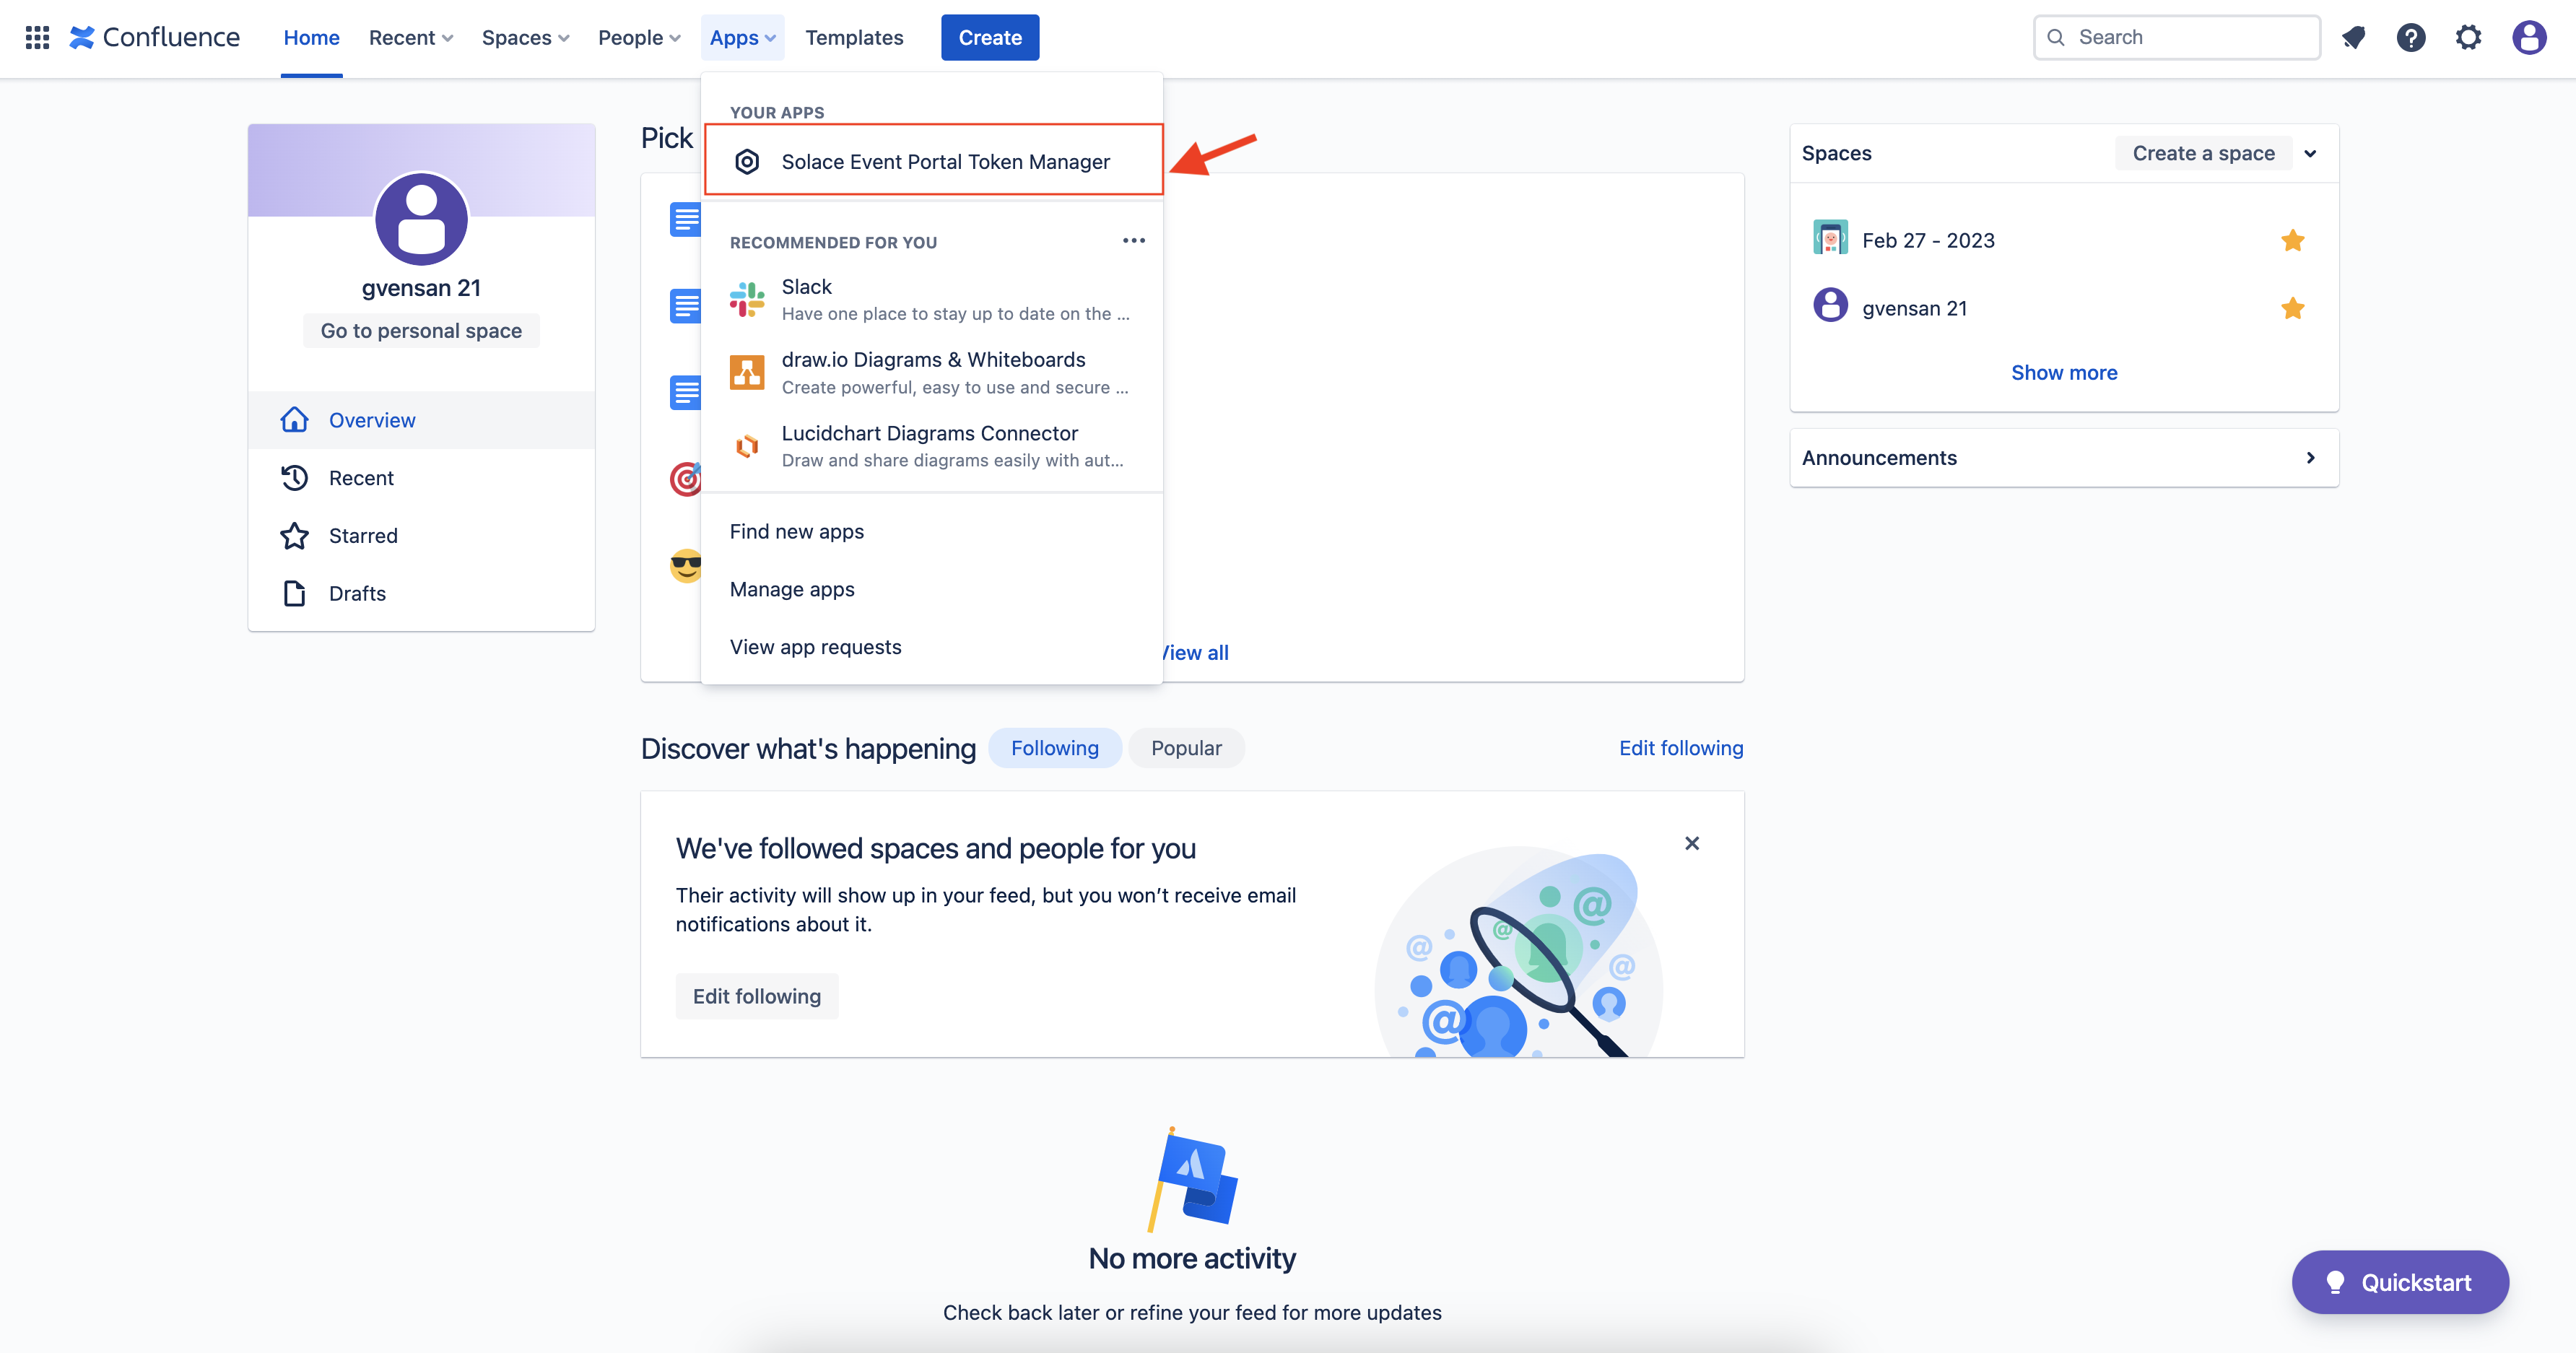 Confluence
Home
Recent
Spaces
People
Apps
Templates
Create
Search
gvensan 21
Go to personal space
Overview
Recent
Starred
Drafts
Pick
YOUR APPS
Solace Event Portal Token Manager
RECOMMENDED FOR YOU
Slack
Have one place to stay up to date on the ...
draw.io Diagrams & Whiteboards
Create powerful, easy to use and secure ...
Lucidchart Diagrams Connector
Draw and share diagrams easily with aut...
Find new apps
Manage apps
View app requests
View all
Spaces
Create a space
Feb 27 - 2023
gvensan 21
Show more
Announcements
Discover what's happening
Following
Popular
Edit following
We've followed spaces and people for you
Their activity will show up in your feed, but you won’t receive email
notifications about it.
Edit following
No more activity
Check back later or refine your feed for more updates
Quickstart